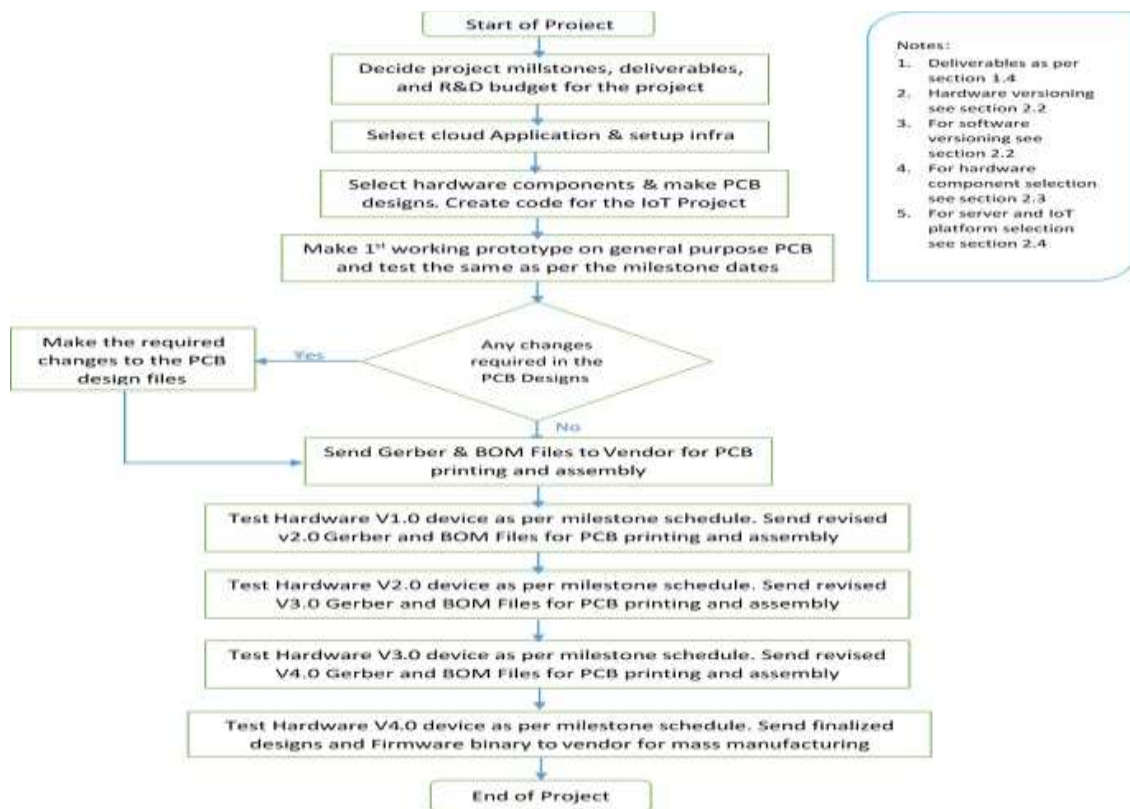 Start of Project
Decide project millstones, deliverables,
and R&D budget for the project
Select cloud Application & setup infra
Select hardware components & make PCB
designs. Create code for the IoT Project
Make 1st working prototype on general purpose PCB
and test the same as per the milestone dates
Any changes
required in the
PCB Designs
Yes
Make the required
changes to the PCB
design files
No
Send Gerber & BOM Files to Vendor for PCB
printing and assembly
Test Hardware V1.0 device as per milestone schedule. Send revised
v2.0 Gerber and BOM Files for PCB printing and assembly
Test Hardware V2.0 device as per milestone schedule. Send revised
V3.0 Gerber and BOM Files for PCB printing and assembly
Test Hardware V3.0 device as per milestone schedule. Send revised
V4.0 Gerber and BOM Files for PCB printing and assembly
Test Hardware V4.0 device as per milestone schedule. Send finalized
designs and Firmware binary to vendor for mass manufacturing
End of Project
Notes:
1. Deliverables as per
section 1.4
2. Hardware versioning
see section 2.2
3. For software
versioning see
section 2.2
4. For hardware
component selection
see section 2.3
5. For server and IoT
platform selection
see section 2.4